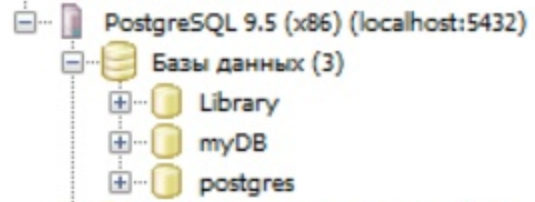 PostgreSQL 9.5 (x86) (localhost:5432)
Базы данных (3)
Library
myDB
postgres